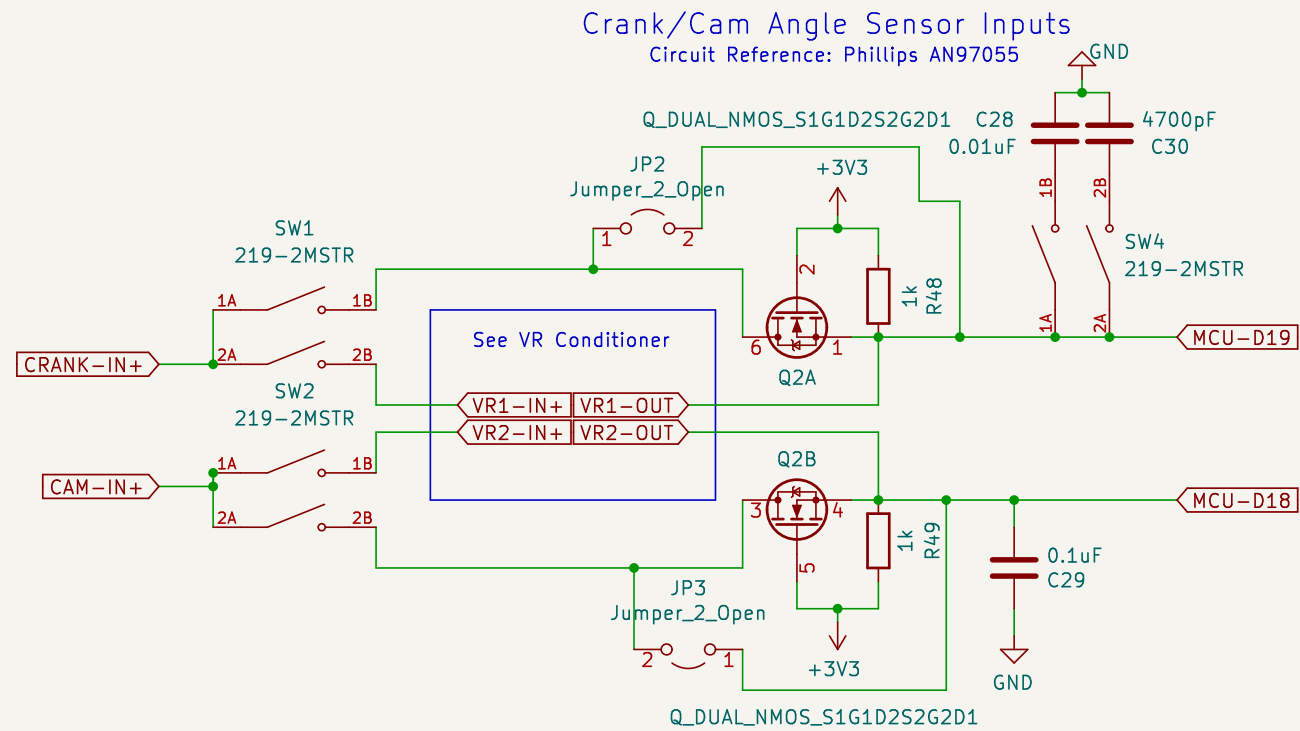 Crank/Cam Angle Sensor Inputs
Circuit Reference: Phillips AN97055
GND
Q_DUAL_NMOS_S1G1D2S2G2D1
C28
0.01uF
4700pF
C30
JP2
Jumper_2_Open
+3V3
1B
2B
1
2
SW1
219-2MSTR
SW4
219-2MSTR
2
1k
R48
1A
1B
1A
2A
See VR Conditioner
6
1
MCU-D19
CRANK-IN+
2A
2B
Q2A
SW2
219-2MSTR
VR1-IN+
VR1-OUT
VR2-IN+
VR2-OUT
1A
1B
Q2B
CAM-IN+
3
4
MCU-D18
2A
2B
1k
R49
5
0.1uF
C29
JP3
Jumper_2_Open
2
1
+3V3
GND
Q_DUAL_NMOS_S1G1D2S2G2D1